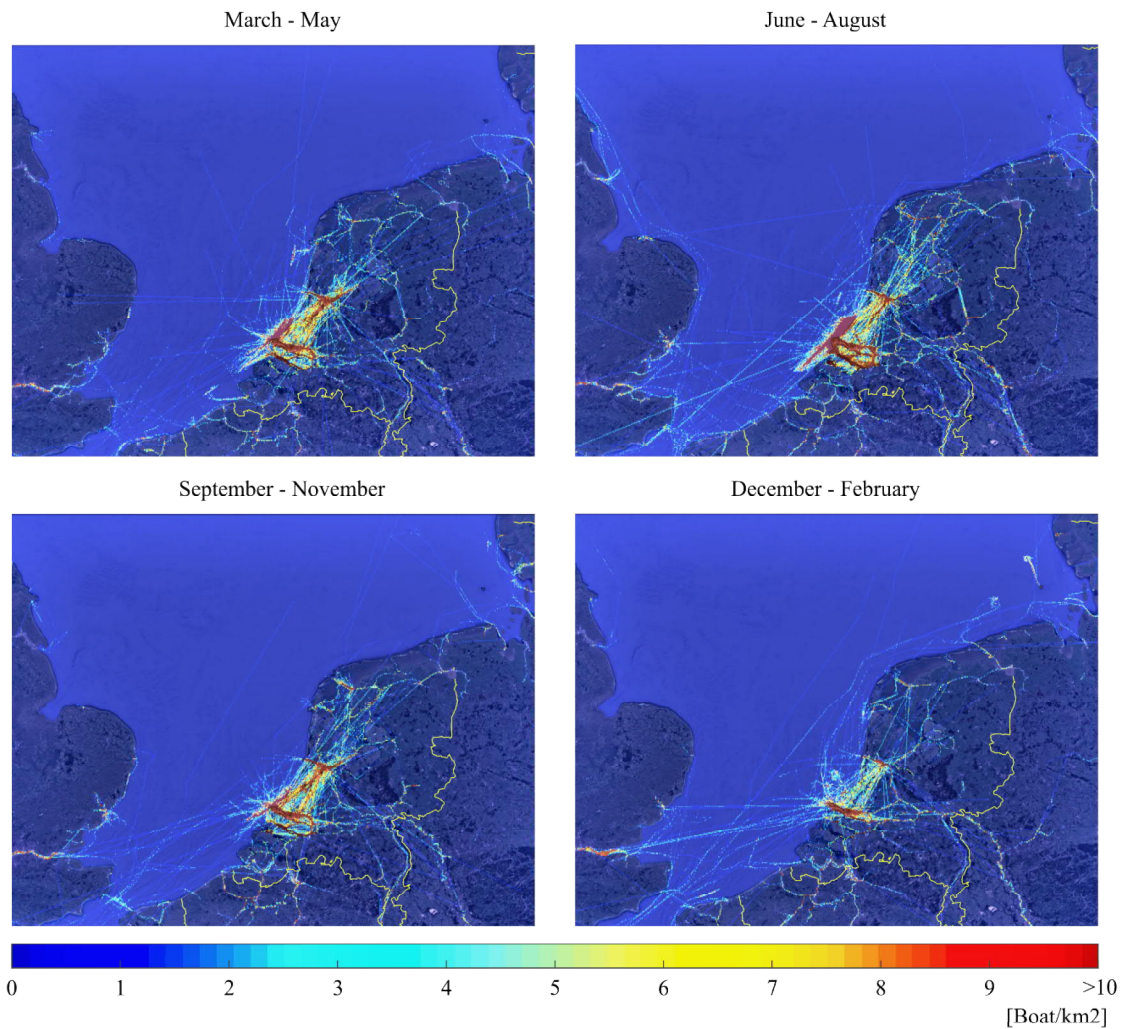 March - May
June - August
September - November
December - February
0 1 2 3 4 5 6 7 8 9 >10
[Boat/km2]